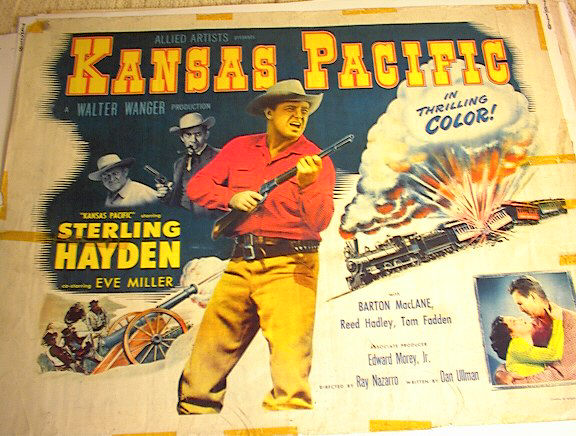 ALLIED ARTISTS PRESENTS
KANSAS PACIFIC
A WALTER WANGER PRODUCTION
IN
THRILLING
COLOR!
"KANSAS PACIFIC" starring
STERLING
HAYDEN
co-starring EVE MILLER
with
BARTON MacLANE,
Reed Hadley, Tom Fadden
ASSOCIATE PRODUCER
Edward Morey, Jr.
DIRECTED BY Ray Nazarro WRITTEN BY Dan Ullman